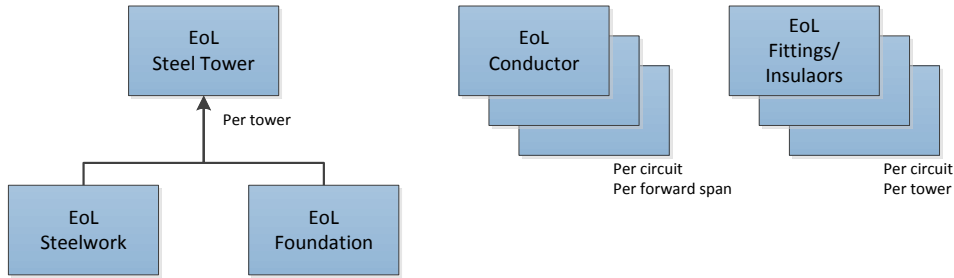 EoL
Steel Tower
Per tower
EoL
Steelwork
EoL
Foundation
EoL
Conductor
Per circuit
Per forward span
EoL
Fittings/
Insulaors
Per circuit
Per tower